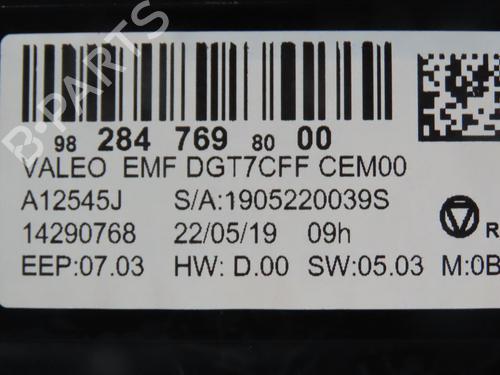 98 284 769 80 00
VALEO EMF DGT7CFF CEM00
A12545J S/A:1905220039S
14290768 22/05/19 09h R
EEP:07.03 HW: D.00 SW:05.03 M:0B
B-PARTS